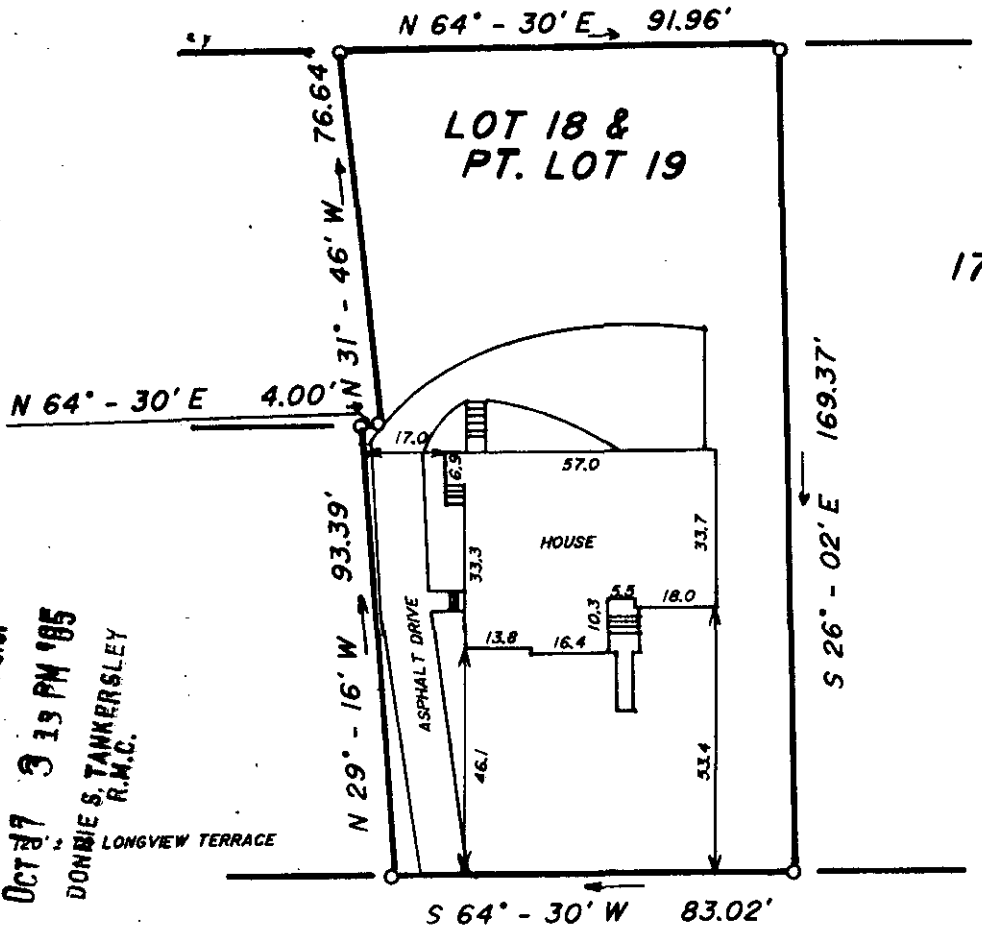 N 64° - 30' E 91.96'
76.64'
N 31° - 46' W
LOT 18 &
PT. LOT 19
17
N 64° - 30' E 4.00'
169.37'
S 26° - 02' E
17.0
57.0
6.9
HOUSE
33.3
33.7
5.5
18.0
10.3
13.8
16.4
93.39'
N 29° - 16' W
ASPHALT DRIVE
46.1
53.4
OCT 17 3 33 PM '85
DONNIE S. TANKERSLEY
R.M.C.
120' ± LONGVIEW TERRACE
S 64° - 30' W 83.02'